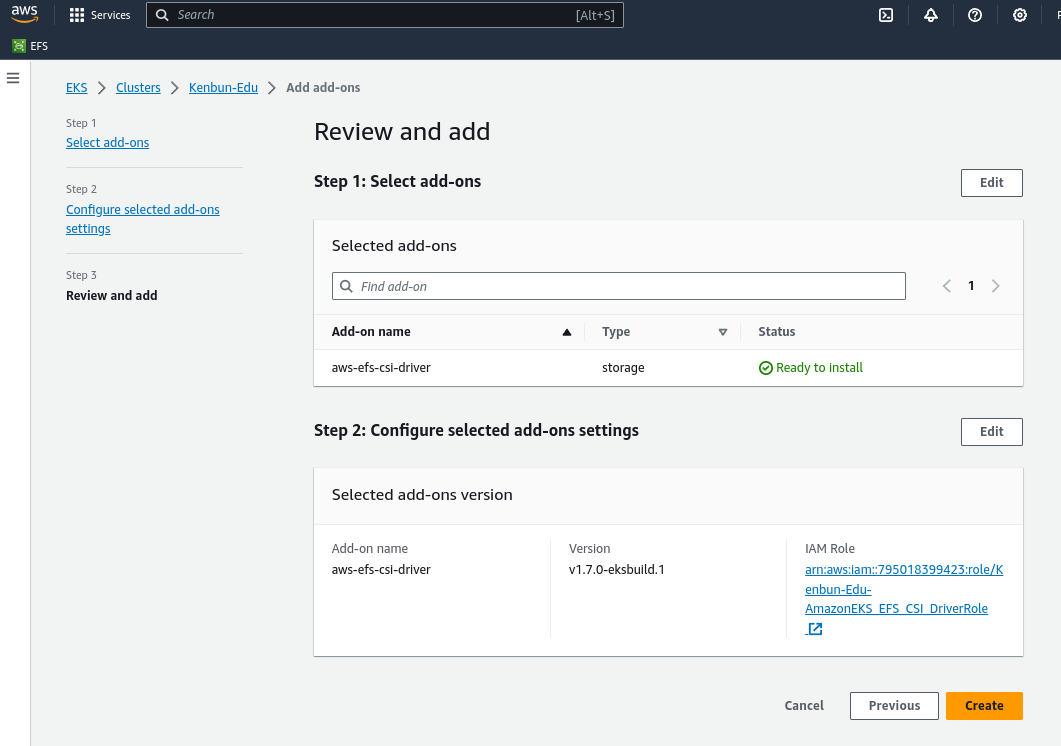 aws
Services
Search
[Alt+S]
EFS
EKS
Clusters
Kenbun-Edu
Add add-ons
Step 1
Select add-ons
Step 2
Configure selected add-ons
settings
Step 3
Review and add
Review and add
Step 1: Select add-ons
Edit
Selected add-ons
Find add-on
1
Add-on name
Type
Status
aws-efs-csi-driver
storage
Ready to install
Step 2: Configure selected add-ons settings
Edit
Selected add-ons version
Add-on name
aws-efs-csi-driver
Version
v1.7.0-eksbuild.1
IAM Role
arn:aws:iam::795018399423:role/K
enbun-Edu-
AmazonEKS_EFS_CSI_DriverRole
Cancel
Previous
Create